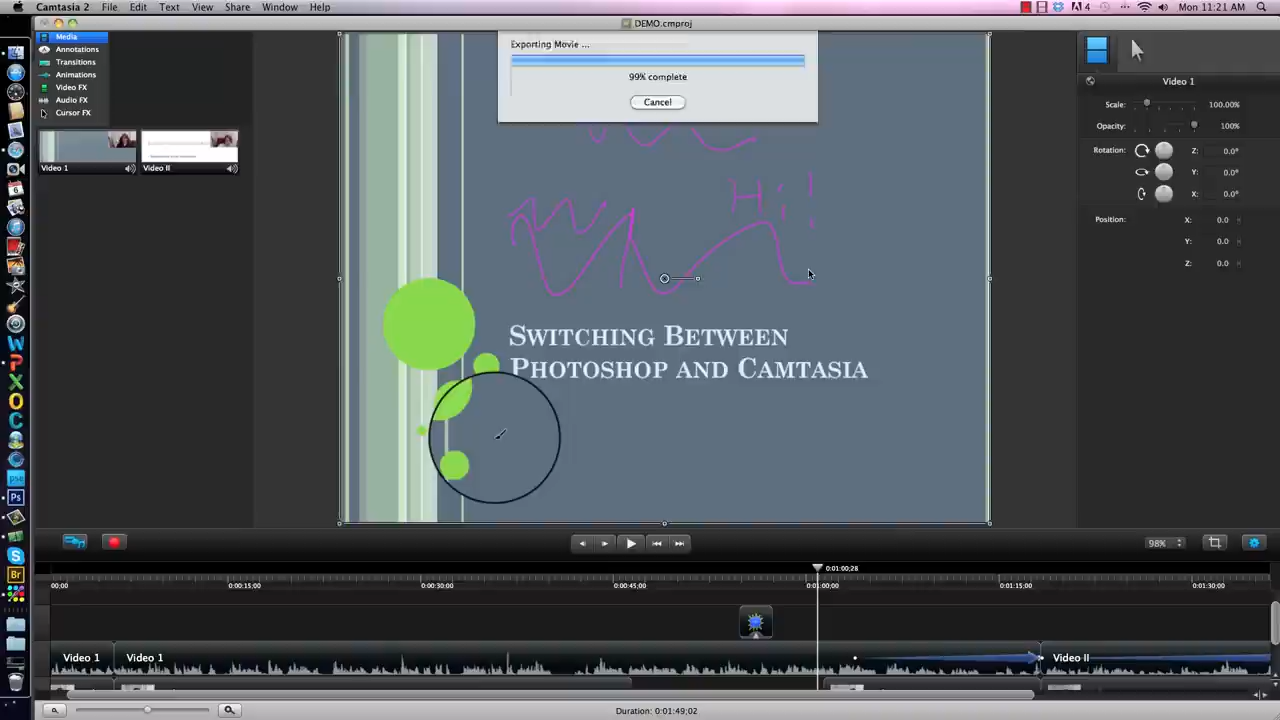 Camtasia 2 File Edit Text View Share Window Help
4 Mon 11:21 AM
DEMO.cmproj
Media
Annotations
Transitions
Animations
Video FX
Audio FX
Cursor FX
Video 1
Video II
Exporting Movie ...
99% complete
Cancel
Hi!
Switching Between
Photoshop and Camtasia
Video 1
Scale: 100.00%
Opacity: 100%
Rotation: Z: 0.0°
Y: 0.0°
X: 0.0°
Position: X: 0.0
Y: 0.0
Z: 0.0
98%
0:01:00;28
00;00 0:00:15;00 0:00:30;00 0:00:45;00 0:01:00;00 0:01:15;00 0:01:30;00
Video 1 Video 1 Video II
Duration: 0:01:49;02